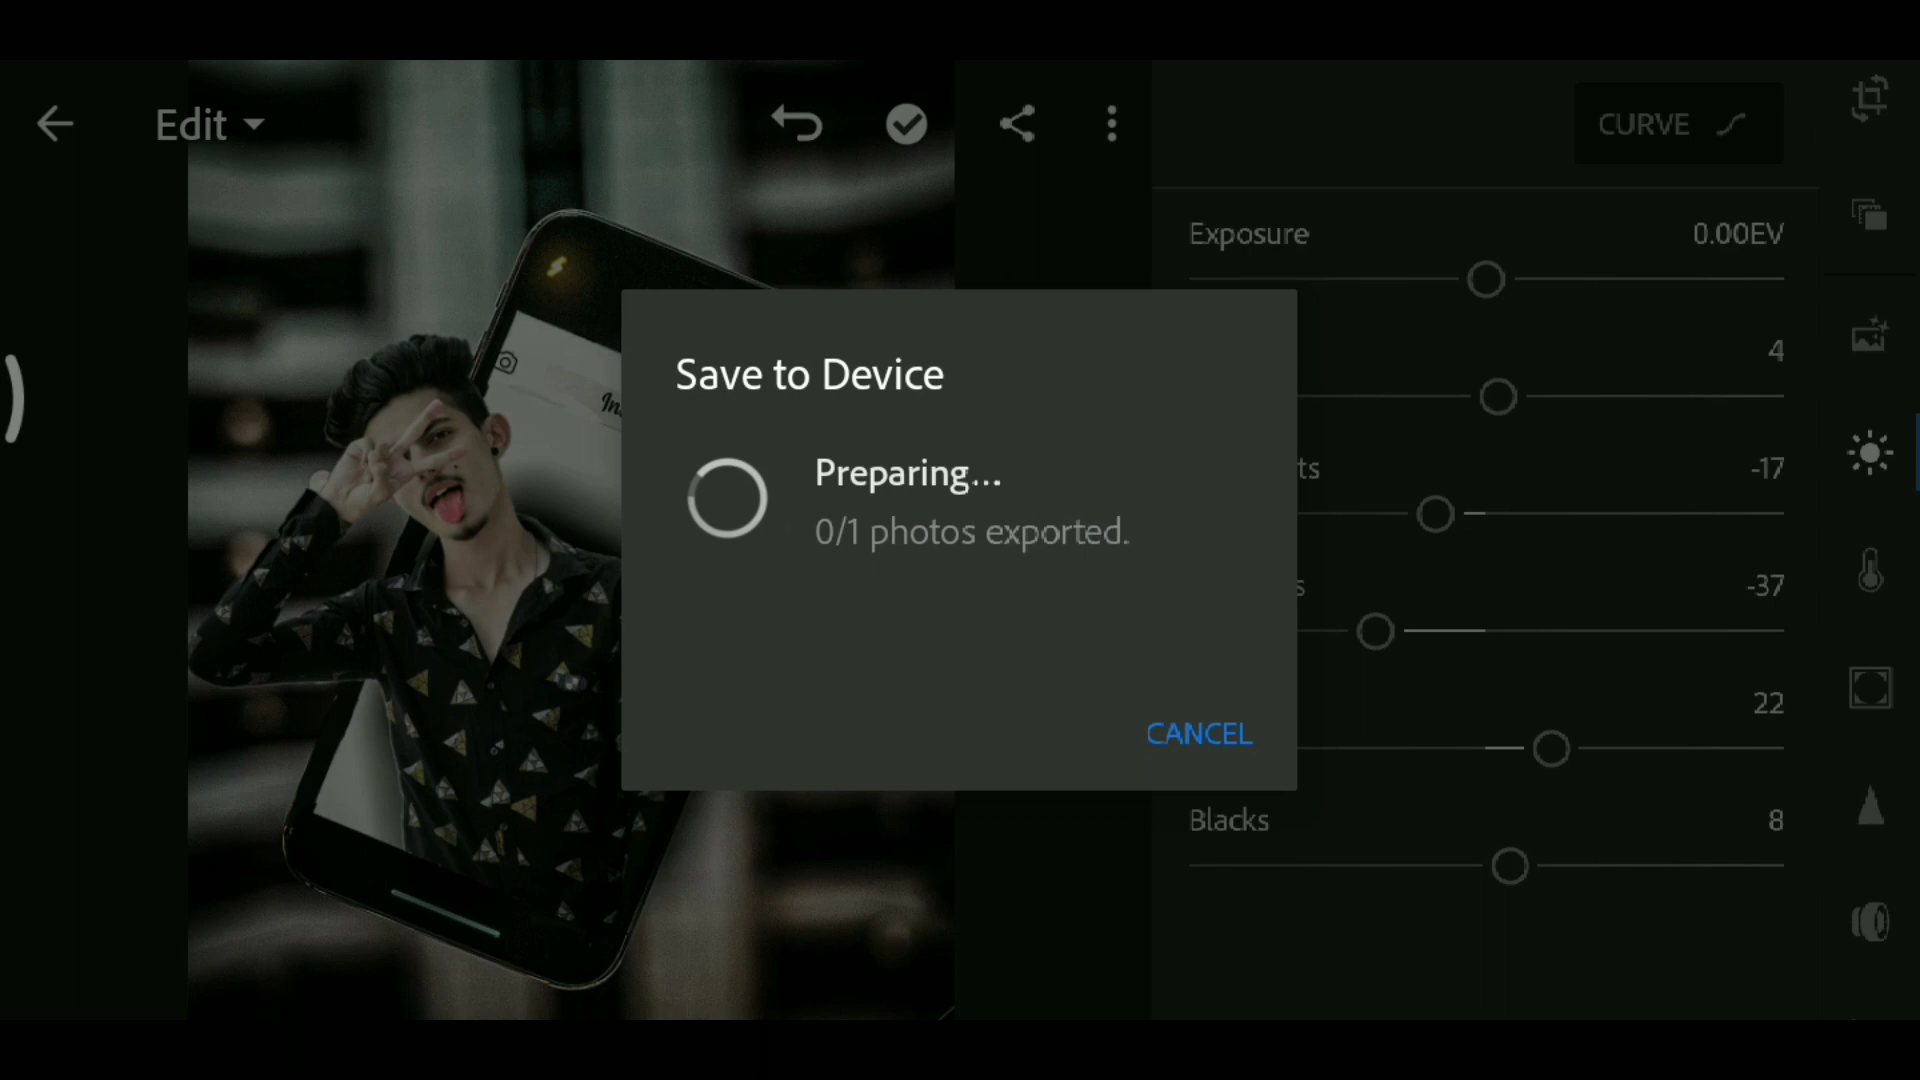 Edit
CURVE
Exposure 0.00EV
4
ts -17
s -37
22
Blacks 8
Save to Device
Preparing...
0/1 photos exported.
CANCEL